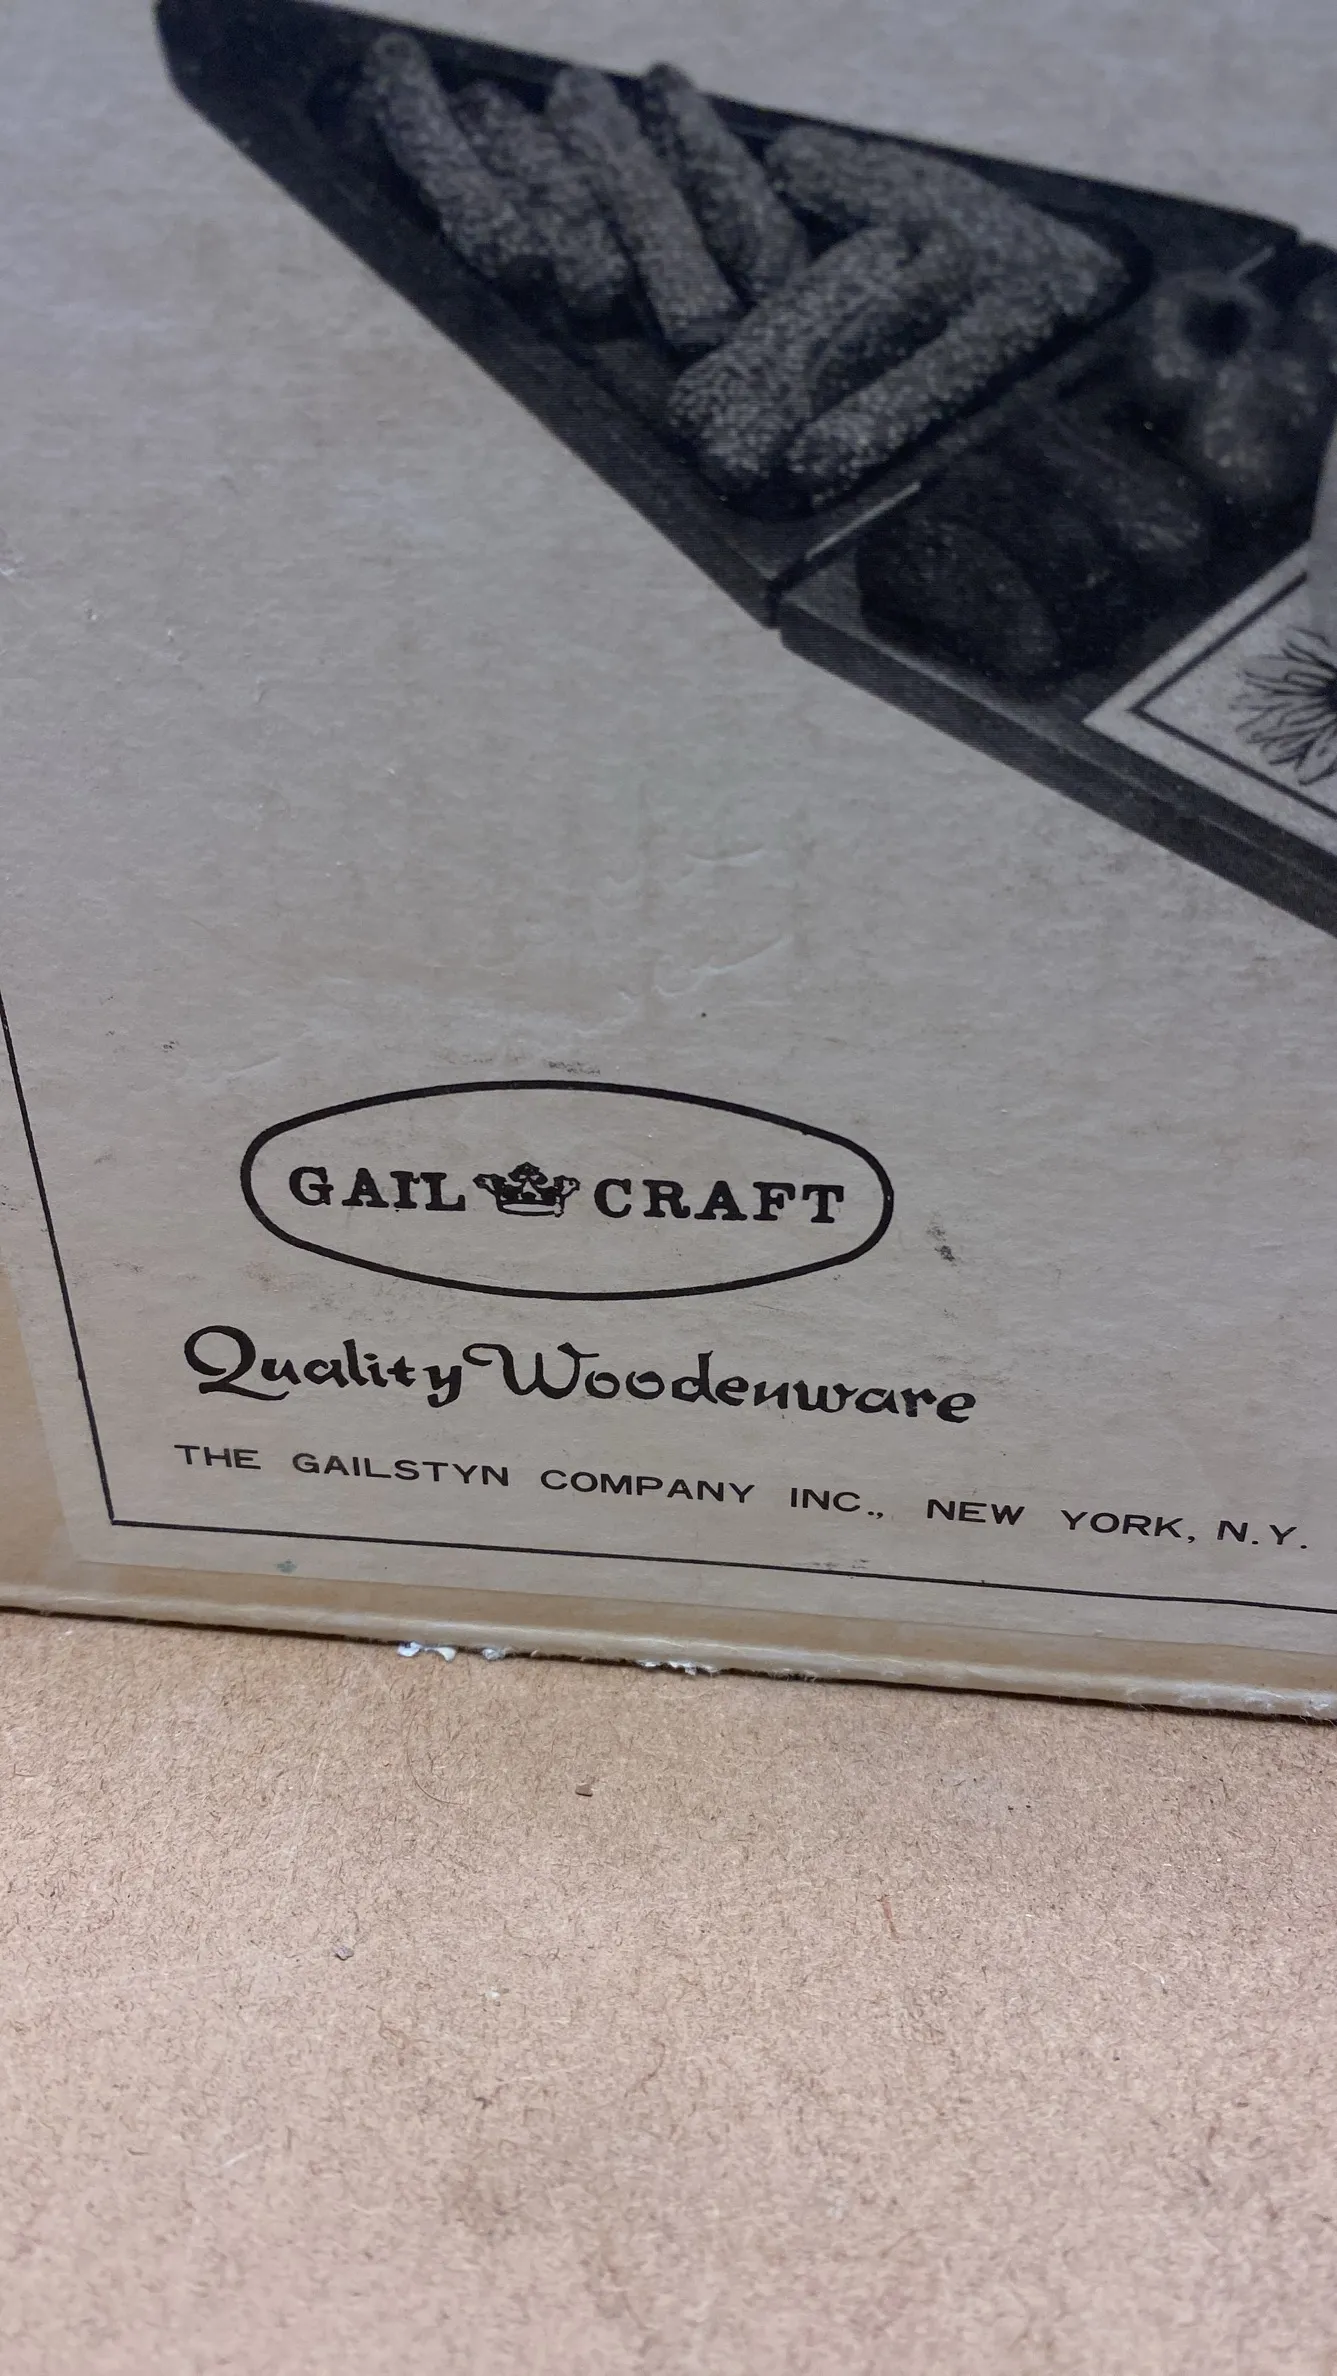 GAIL CRAFT
Quality Woodenware
THE GAILSTYN COMPANY INC., NEW YORK, N.Y.